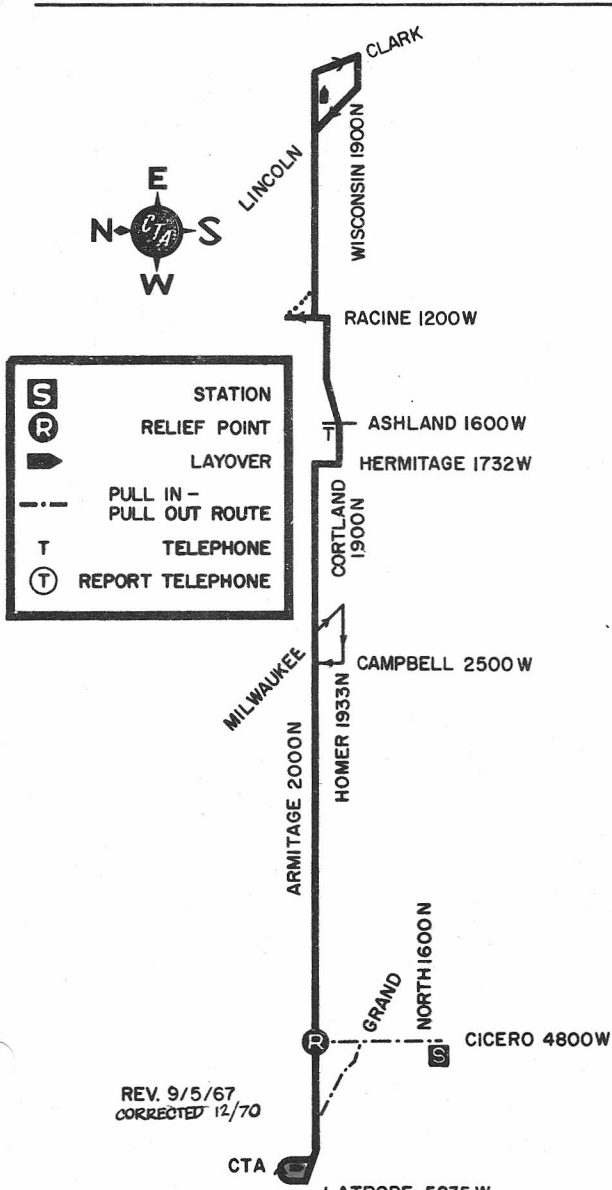 CLARK
LINCOLN
WISCONSIN 1900N
E
N CTA S
W
RACINE 1200W
S STATION
R RELIEF POINT
LAYOVER
PULL IN –
PULL OUT ROUTE
T TELEPHONE
T REPORT TELEPHONE
T
ASHLAND 1600W
HERMITAGE 1732W
CORTLAND
1900N
MILWAUKEE
CAMPBELL 2500W
HOMER 1933N
ARMITAGE 2000N
GRAND
NORTH 1600N
R
CICERO 4800W
S
REV. 9/5/67
CORRECTED 12/70
CTA